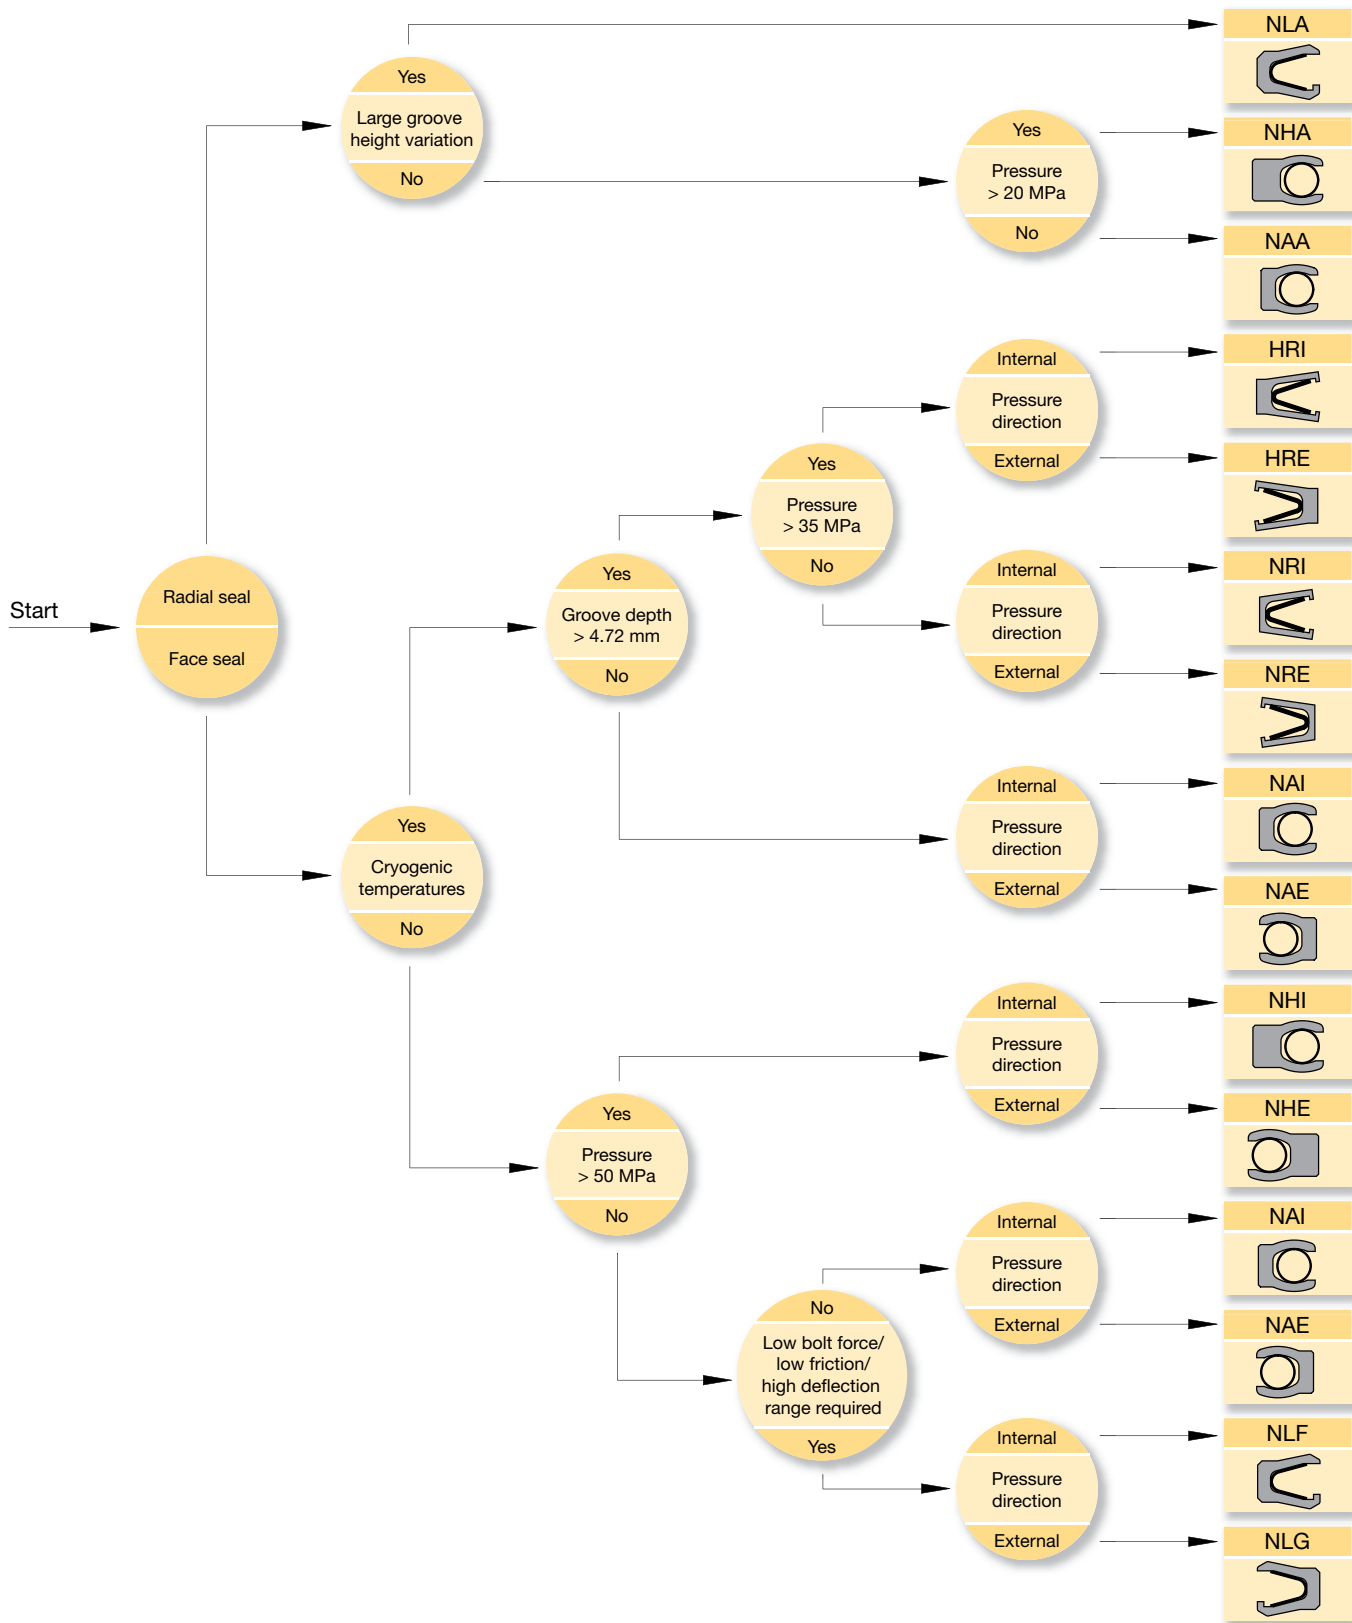 NLA
Yes
Large groove
height variation
No
Yes
Pressure
> 20 MPa
No
NHA
NAA
Internal
Pressure
direction
External
HRI
HRE
Yes
Pressure
> 35 MPa
No
Internal
Pressure
direction
External
NRI
NRE
Start
Radial seal
Face seal
Yes
Groove depth
> 4.72 mm
No
Internal
Pressure
direction
External
NAI
NAE
Yes
Cryogenic
temperatures
No
Internal
Pressure
direction
External
NHI
NHE
Yes
Pressure
> 50 MPa
No
Internal
Pressure
direction
External
NAI
NAE
No
Low bolt force/
low friction/
high deflection
range required
Yes
Internal
Pressure
direction
External
NLF
NLG